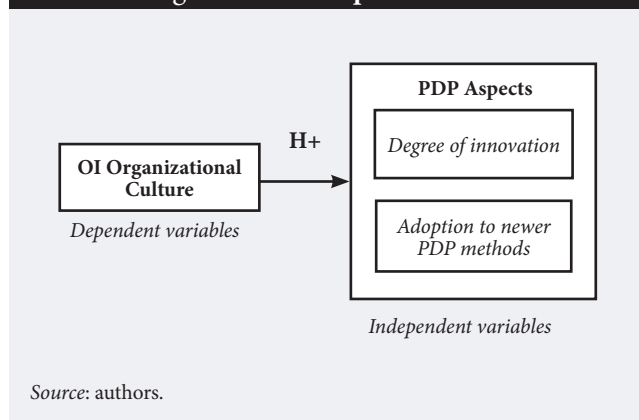 PDP Aspects
Degree of innovation
H+
OI Organizational
Culture
Adoption to newer
PDP methods
Dependent variables
Independent variables
Source: authors.